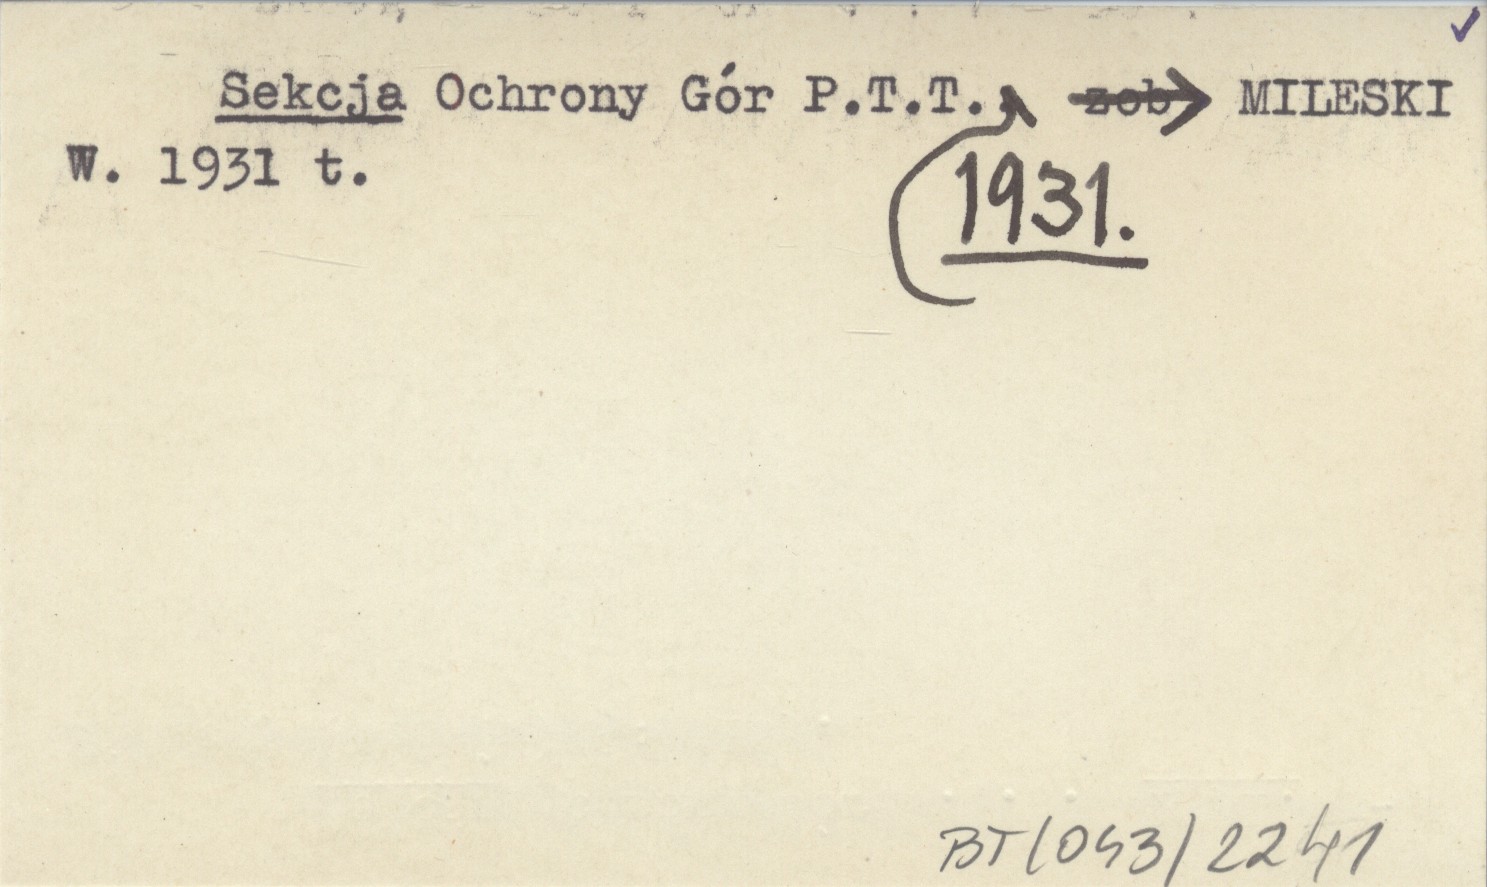 Sekcja Ochrony Gór P.T.T., zob → MILESKI
W. 1931 t.
1931.
BT/043/2241